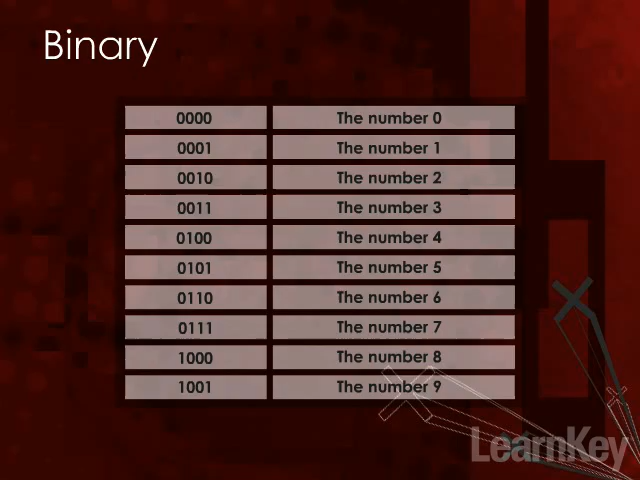 Binary
0000 The number 0
0001 The number 1
0010 The number 2
0011 The number 3
0100 The number 4
0101 The number 5
0110 The number 6
0111 The number 7
1000 The number 8
1001 The number 9
LearnKey